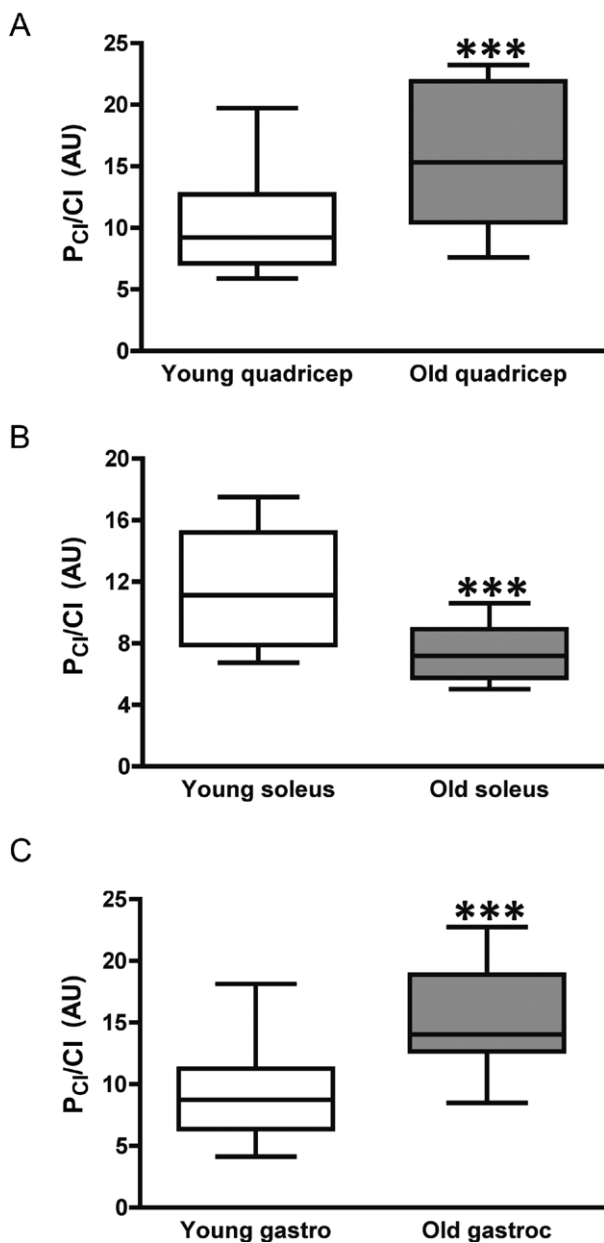 A
25
20
15
10
5
0
PCI/CI (AU)
***
Young quadricep Old quadricep
B
20
16
12
8
4
0
PCI/CI (AU)
***
Young soleus Old soleus
C
25
20
15
10
5
0
PCI/CI (AU)
***
Young gastro Old gastroc